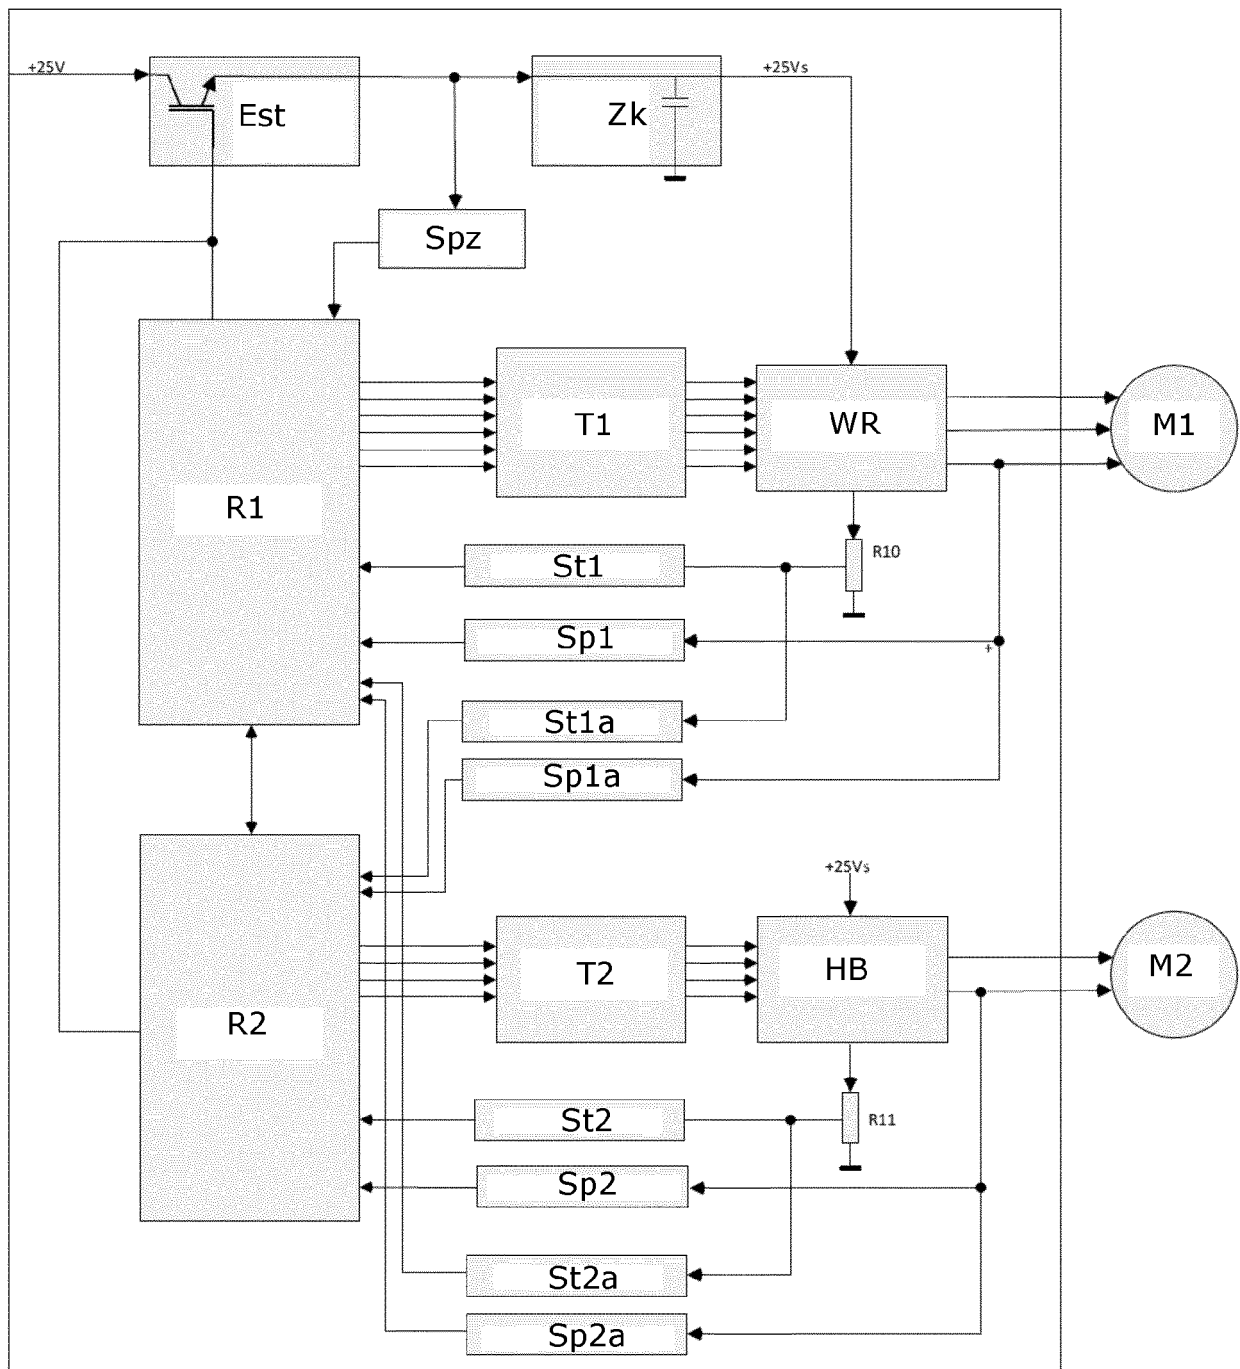 +25V
Est
Zk
+25Vs
Spz
R1
T1
WR
M1
St1
R10
Sp1
+
St1a
Sp1a
+25Vs
R2
T2
HB
M2
St2
R11
Sp2
St2a
Sp2a